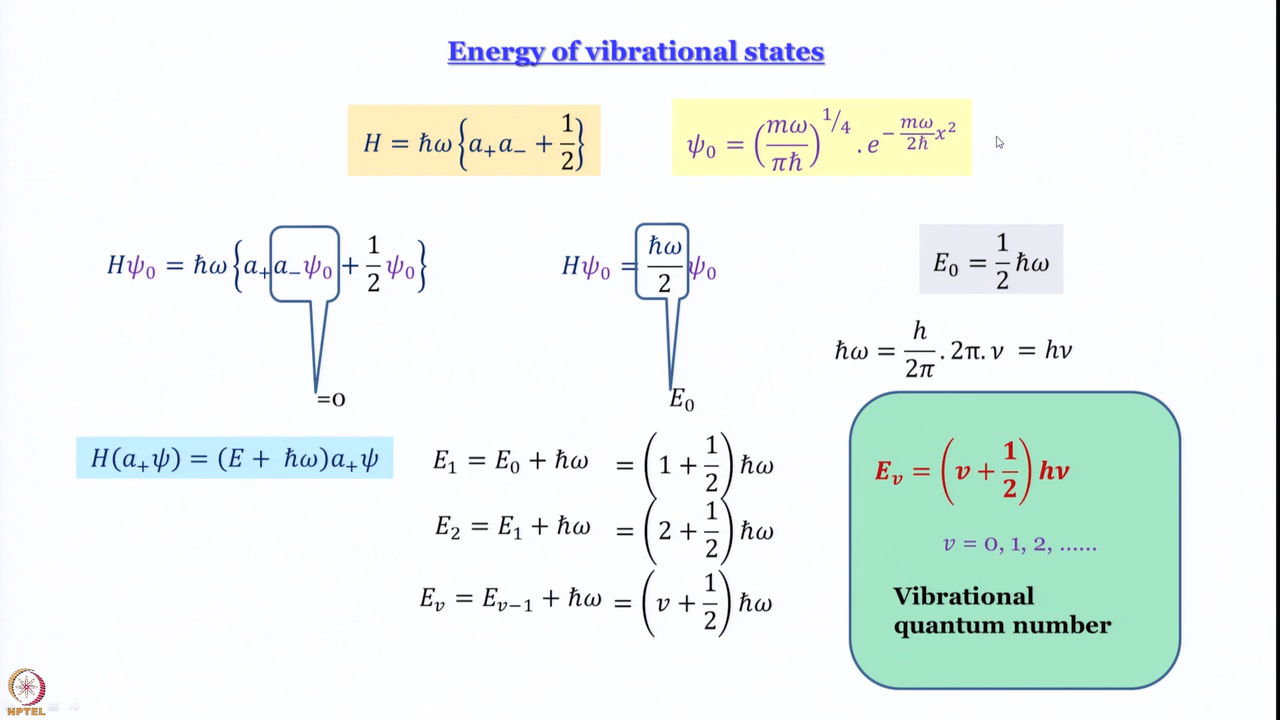 Energy of vibrational states
H = ħω{a₊a₋ + 1/2}
ψ₀ = (mω/πħ)^1/4 . e^(−(mω/2ħ)x²)
Hψ₀ = ħω{a₊a₋ψ₀ + 1/2 ψ₀}
=0
Hψ₀ = ħω/2 ψ₀
E₀
E₀ = 1/2 ħω
ħω = h/2π . 2π. ν = hν
H(a₊ψ) = (E + ħω)a₊ψ
E₁ = E₀ + ħω = (1 + 1/2) ħω
E₂ = E₁ + ħω = (2 + 1/2) ħω
Eᵥ = Eᵥ₋₁ + ħω = (v + 1/2) ħω
Eᵥ = (v + 1/2) hν
v = 0, 1, 2, ......
Vibrational
quantum number
NPTEL